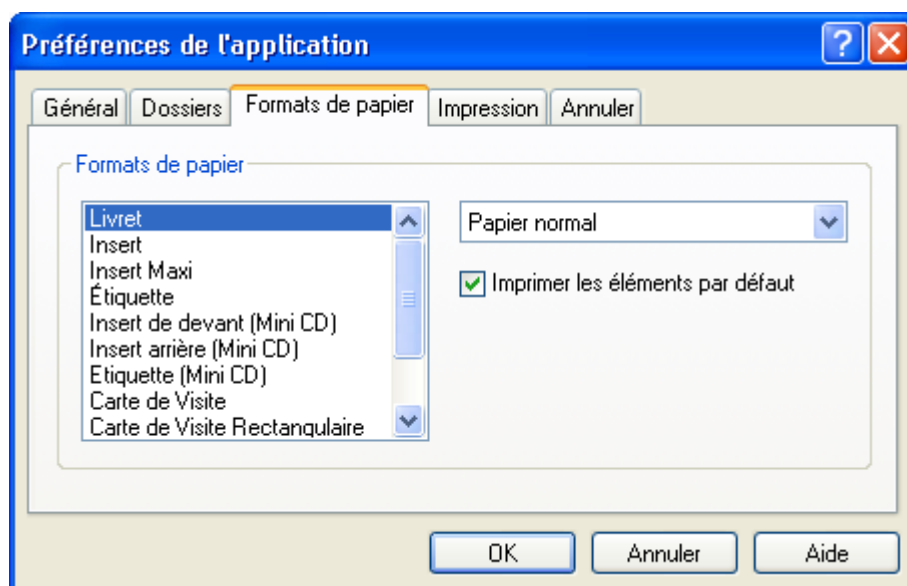 Préférences de l'application
Général Dossiers Formats de papier Impression Annuler
Formats de papier
Livret
Insert
Insert Maxi
Étiquette
Insert de devant (Mini CD)
Insert arrière (Mini CD)
Etiquette (Mini CD)
Carte de Visite
Carte de Visite Rectangulaire
Papier normal
Imprimer les éléments par défaut
OK Annuler Aide